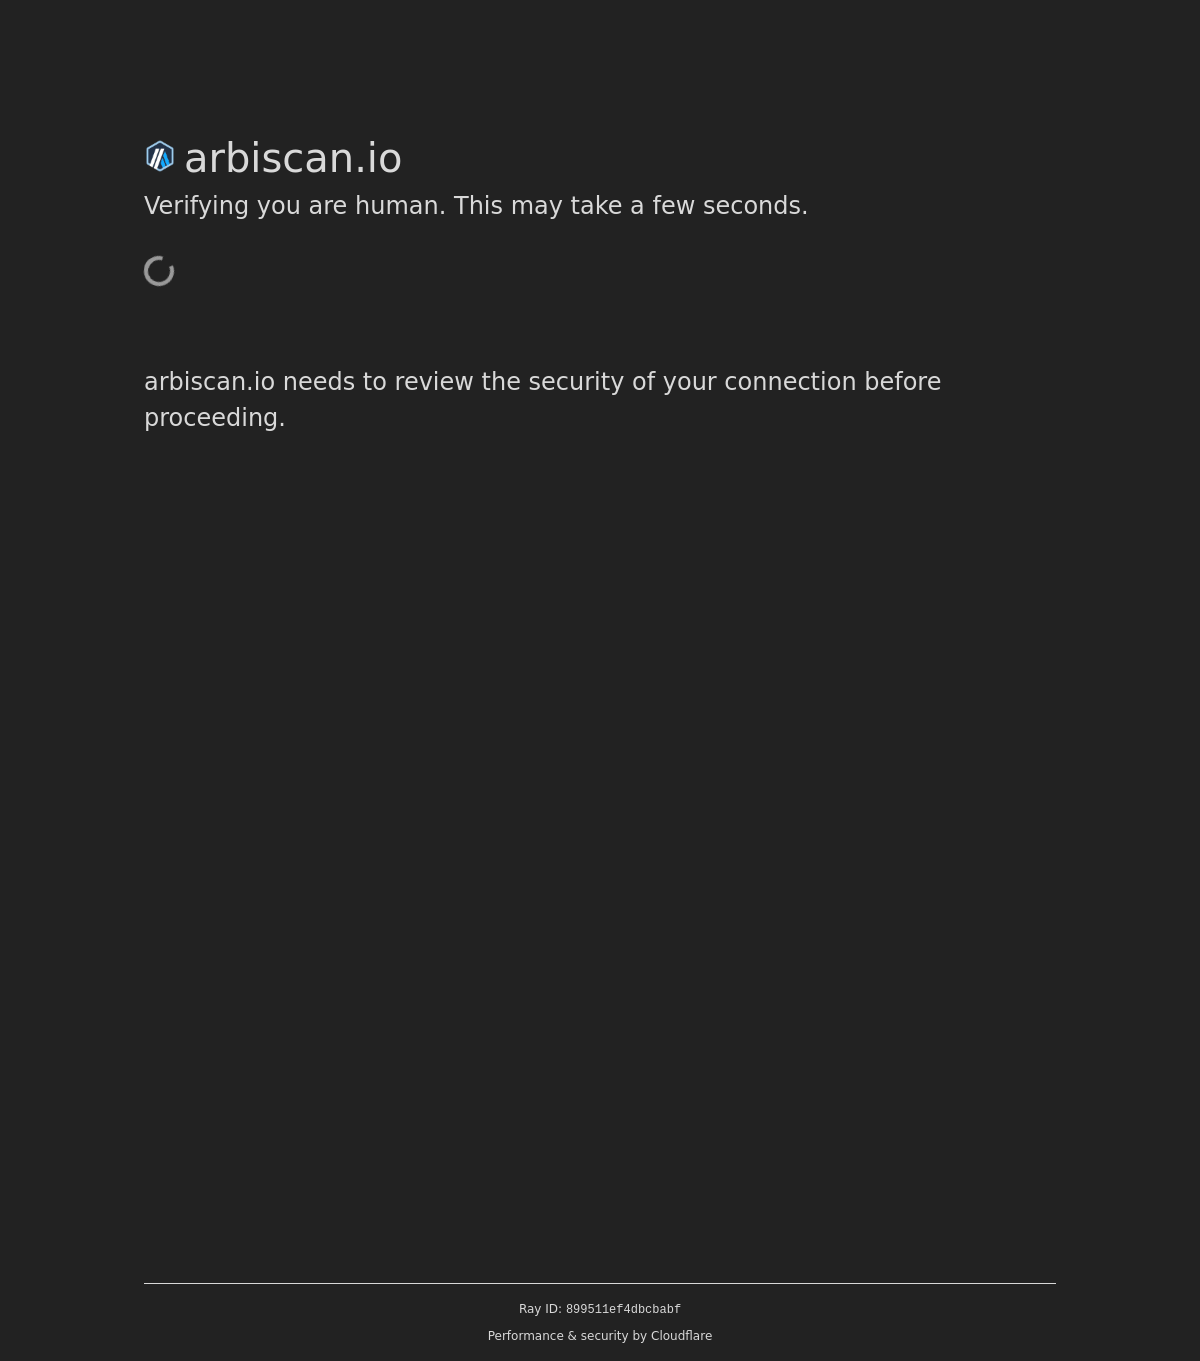 arbiscan.io
Verifying you are human. This may take a few seconds.
arbiscan.io needs to review the security of your connection before
proceeding.
Ray ID: 899511ef4dbcbabf
Performance & security by Cloudflare